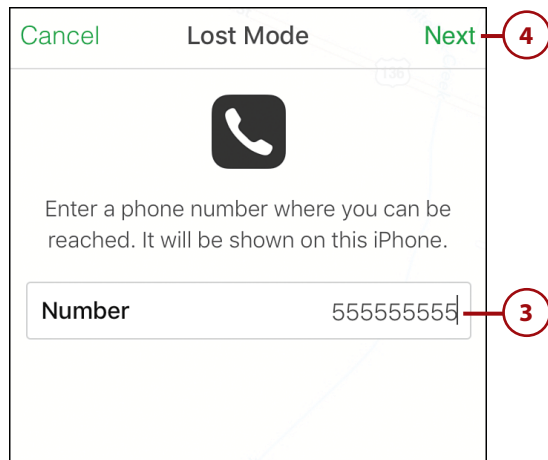 Cancel Lost Mode Next 4
136
Enter a phone number where you can be
reached. It will be shown on this iPhone.
Number 555555555 3